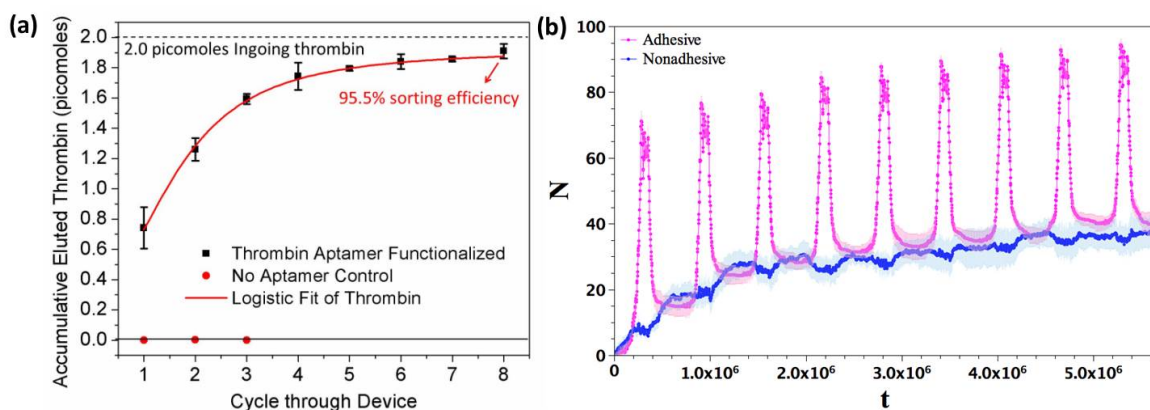 (a)
Accumulative Eluted Thrombin (picomoles)
2.0
1.8
1.6
1.4
1.2
1.0
0.8
0.6
0.4
0.2
0.0
2.0 picomoles Ingoing thrombin
95.5% sorting efficiency
Thrombin Aptamer Functionalized
No Aptamer Control
Logistic Fit of Thrombin
1 2 3 4 5 6 7 8
Cycle through Device
(b)
N
100
80
60
40
20
0
Adhesive
Nonadhesive
0 1.0x10⁶ 2.0x10⁶ 3.0x10⁶ 4.0x10⁶ 5.0x10⁶
t